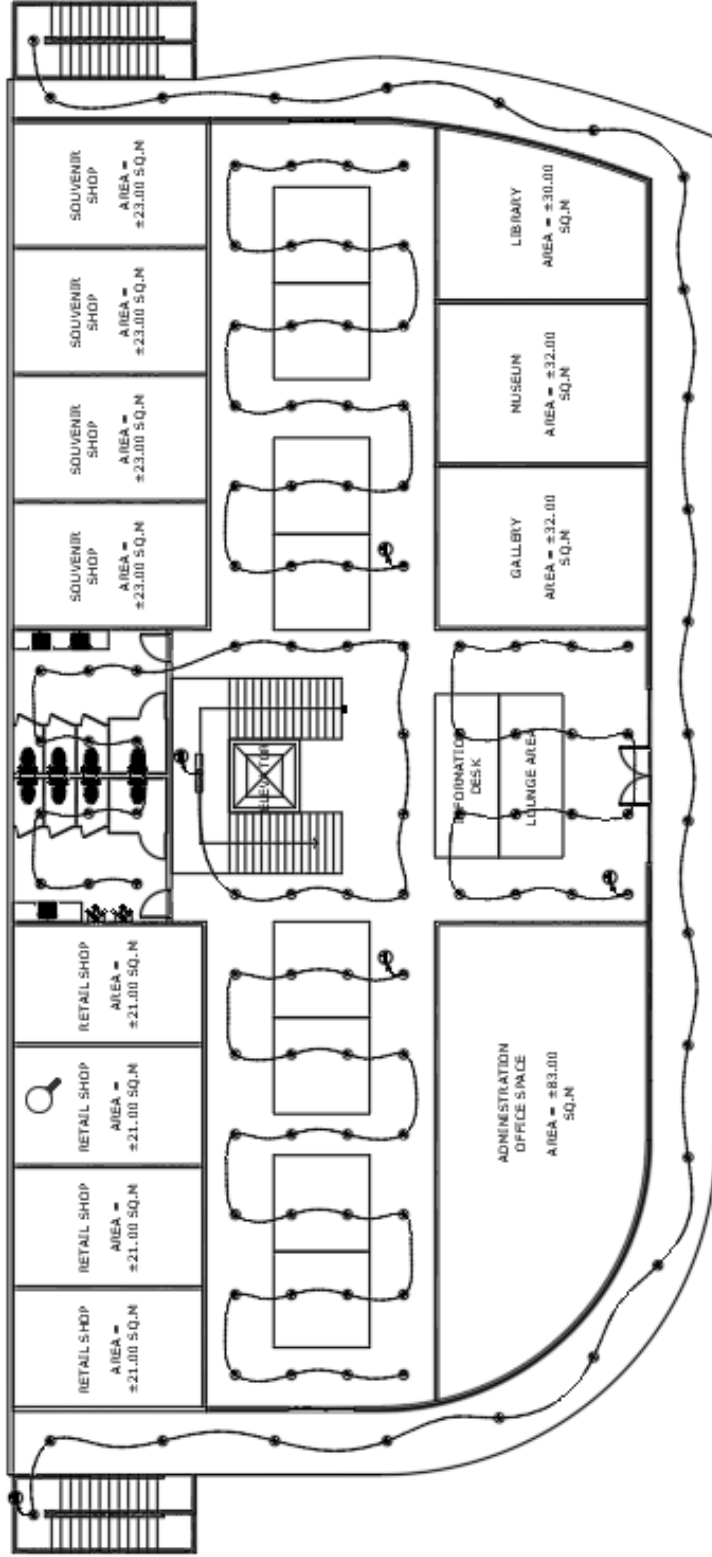 SOUVENIR
SHOP
AREA =
±23.00 SQ.M
SOUVENIR
SHOP
AREA =
±23.00 SQ.M
SOUVENIR
SHOP
AREA =
±23.00 SQ.M
SOUVENIR
SHOP
AREA =
±23.00 SQ.M
LIBRARY
AREA = ±30.00
SQ.M
MUSEUM
AREA = ±32.00
SQ.M
GALLERY
AREA = ±32.00
SQ.M
ELEVATOR
INFORMATION
DESK
LOUNGE AREA
RETAIL SHOP
AREA =
±21.00 SQ.M
RETAIL SHOP
AREA =
±21.00 SQ.M
RETAIL SHOP
AREA =
±21.00 SQ.M
RETAIL SHOP
AREA =
±21.00 SQ.M
ADMINISTRATION
OFFICE SPACE
AREA = ±83.00
SQ.M